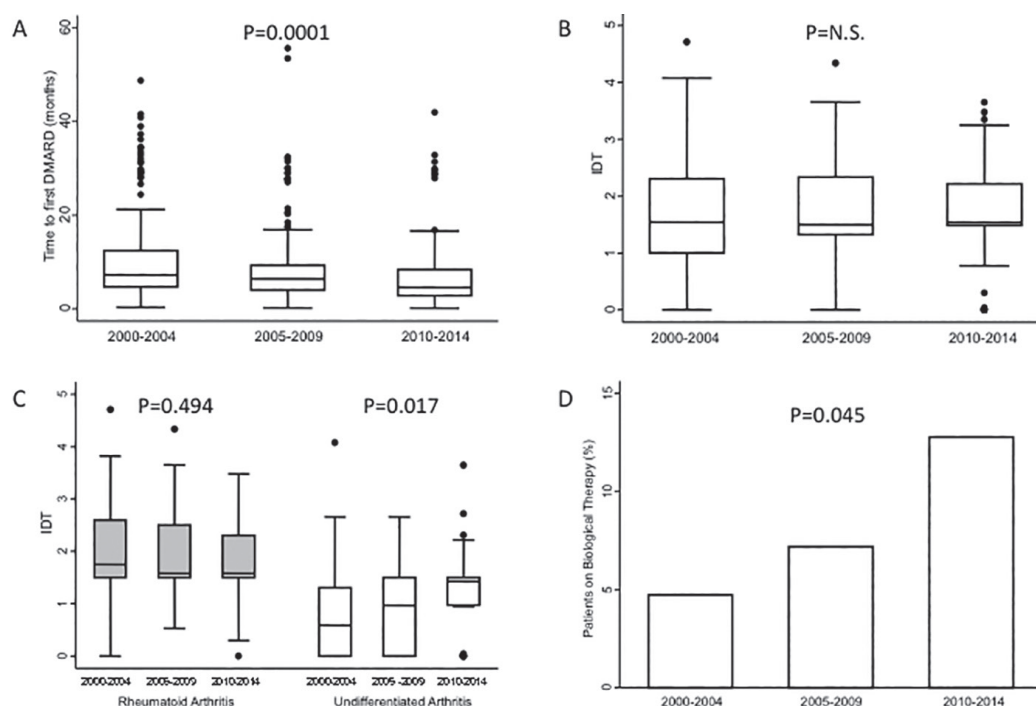 A
P=0.0001
Time to first DMARD (months)
60
40
20
0
2000-2004 2005-2009 2010-2014
B
P=N.S.
IDT
5
4
3
2
1
0
2000-2004 2005-2009 2010-2014
C
P=0.494 P=0.017
IDT
5
4
3
2
1
0
2000-2004 2005-2009 2010-2014 2000-2004 2005 -2009 2010-2014
Rheumatoid Arthritis Undifferentiated Arthritis
D
P=0.045
Patients on Biological Therapy (%)
15
10
5
0
2000-2004 2005-2009 2010-2014